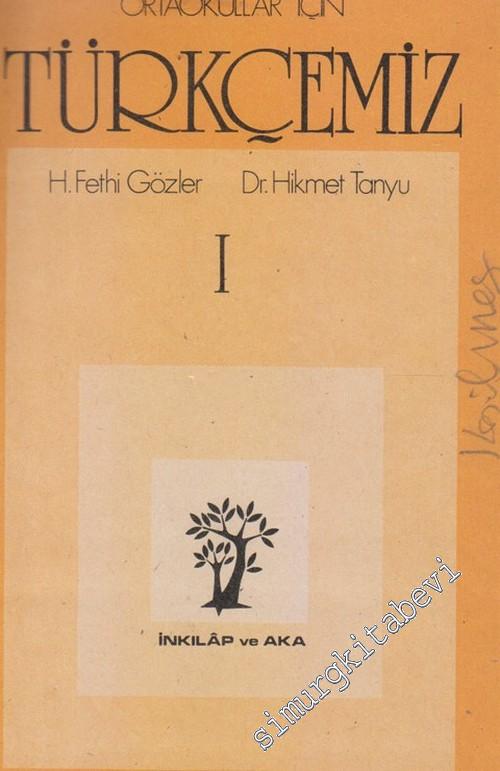 ORTAOKULLAR İÇİN
TÜRKÇEMİZ
H. Fethi Gözler Dr. Hikmet Tanyu
I
İNKILÂP ve AKA
simurgkitabevi